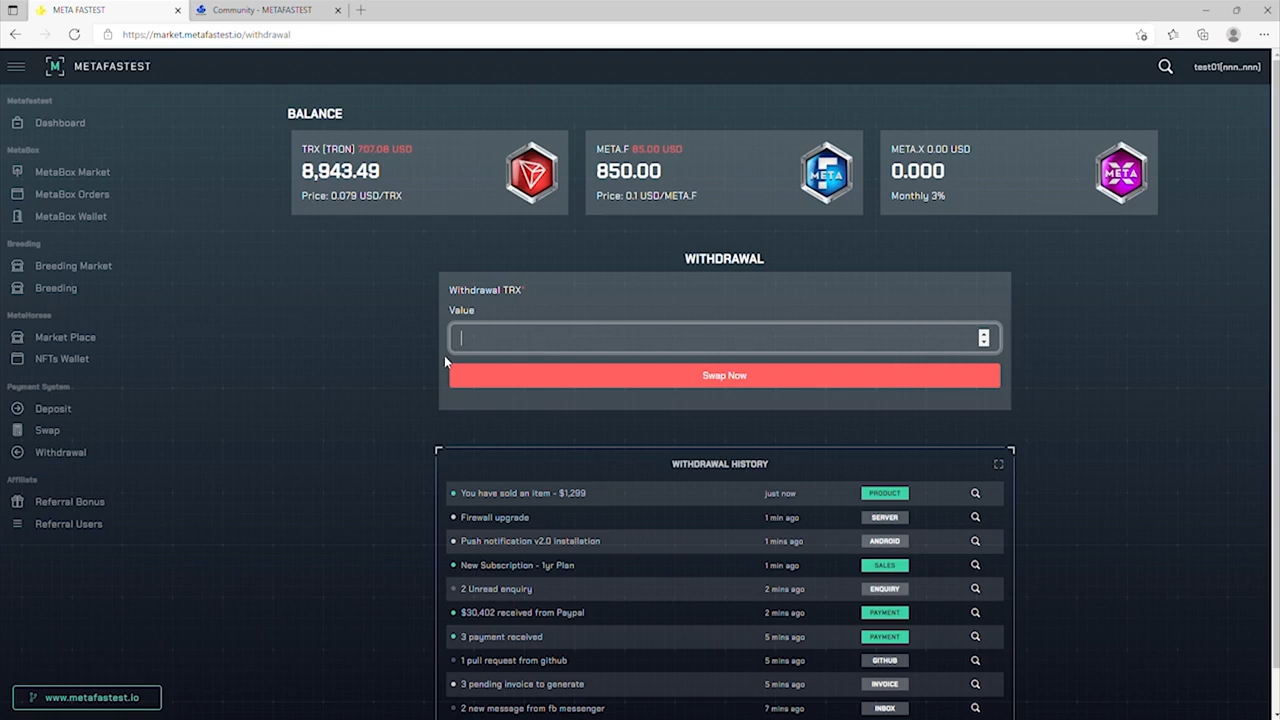 META FASTEST
Community - METAFASTEST
https://market.metafastest.io/withdrawal
METAFASTEST
test01[nnn_nnn]
Metafastest
Dashboard
MetaBox
MetaBox Market
MetaBox Orders
MetaBox Wallet
Breeding
Breeding Market
Breeding
MetaHorses
Market Place
NFTs Wallet
Payment System
Deposit
Swap
Withdrawal
Affiliate
Referral Bonus
Referral Users
www.metafastest.io
BALANCE
TRX [TRON] 707.08 USD
8,943.49
Price: 0.079 USD/TRX
META.F 85.00 USD
850.00
Price: 0.1 USD/META.F
META
META.X 0.00 USD
0.000
Monthly 3%
META
WITHDRAWAL
Withdrawal TRX*
Value
Swap Now
WITHDRAWAL HISTORY
You have sold an item - $1,299 just now PRODUCT
Firewall upgrade 1 min ago SERVER
Push notification v2.0 installation 1 mins ago ANDROID
New Subscription - 1yr Plan 1 min ago SALES
2 Unread enquiry 2 mins ago ENQUIRY
$30,402 received from Paypal 2 mins ago PAYMENT
3 payment received 5 mins ago PAYMENT
1 pull request from github 5 mins ago GITHUB
3 pending invoice to generate 5 mins ago INVOICE
2 new message from fb messenger 7 mins ago INBOX